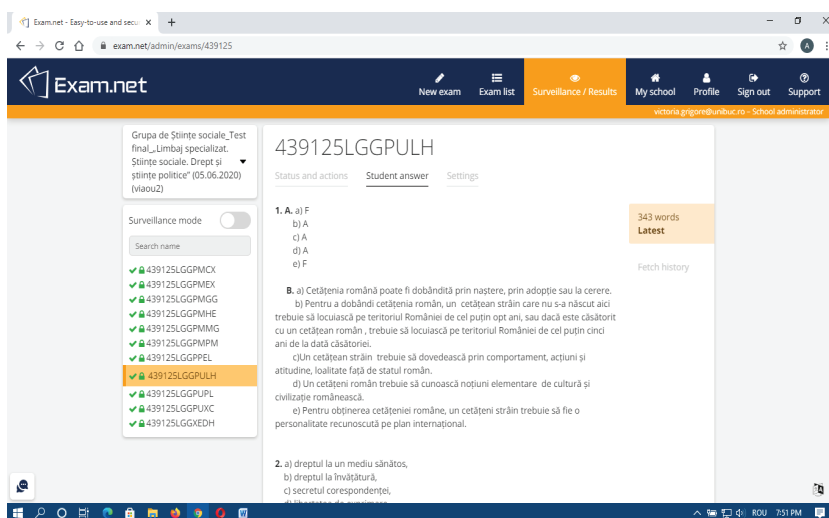 Exam.net - Easy-to-use and secu
exam.net/admin/exams/439125
A
Exam.net
New exam
Exam list
Surveillance / Results
My school
Profile
Sign out
Support
victoria.grigore@unibuc.ro - School administrator
Grupa de Științe sociale_Test
final_„Limbaj specializat.
Științe sociale. Drept și
științe politice” (05.06.2020)
(viaou2)
Surveillance mode
Search name
439125LGGPMCX
439125LGGPMEX
439125LGGPMGG
439125LGGPMHE
439125LGGPMMG
439125LGGPMPM
439125LGGPPEL
439125LGGPULH
439125LGGPUPL
439125LGGPUXC
439125LGGXEDH
439125LGGPULH
Status and actions
Student answer
Settings
1. A. a) F
b) A
c) A
d) A
e) F
B. a) Cetățenia română poate fi dobândită prin naștere, prin adopție sau la cerere.
b) Pentru a dobândi cetățenia român, un cetățean străin care nu s-a născut aici
trebuie să locuiască pe teritoriul României de cel puțin opt ani, sau dacă este căsătorit
cu un cetățean român , trebuie să locuiască pe teritoriul României de cel puțin cinci
ani de la dată căsătoriei.
c)Un cetățean străin trebuie să dovedească prin comportament, acțiuni și
atitudine, loalitate față de statul român.
d) Un cetățeni român trebuie să cunoască noțiuni elementare de cultură și
civilizație românească.
e) Pentru obținerea cetățeniei române, un cetățeni străin trebuie să fie o
personalitate recunoscută pe plan internațional.
2. a) dreptul la un mediu sănătos,
b) dreptul la învățătură,
c) secretul corespondenței,
d) libertatea de exprimare
343 words
Latest
Fetch history
ROU
7:51 PM